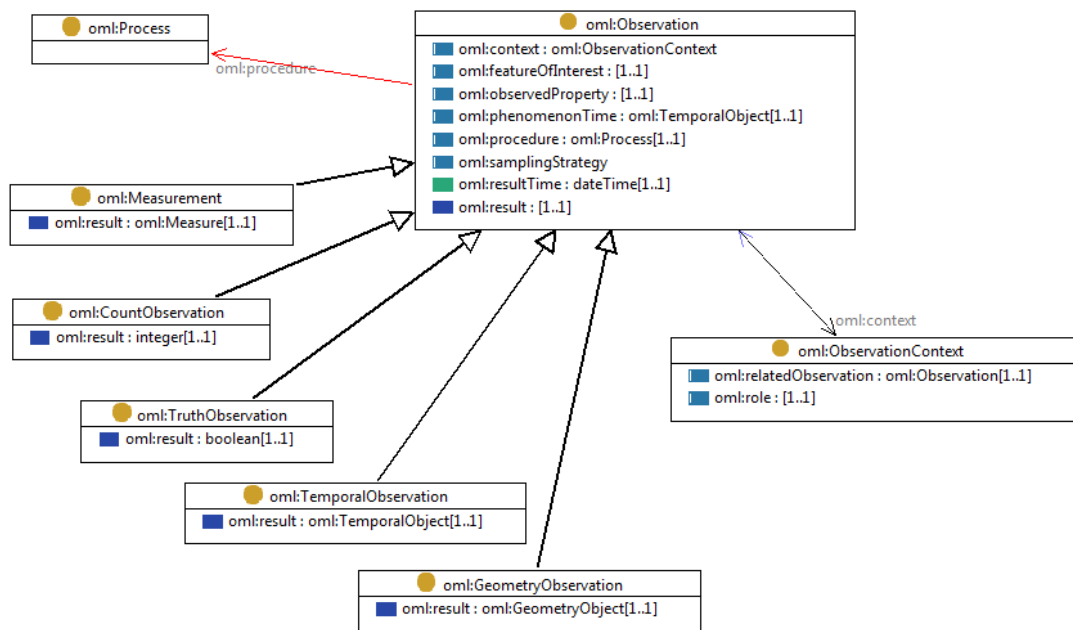 oml:Process
oml:procedure
oml:Observation
oml:context : oml:ObservationContext
oml:featureOfInterest : [1..1]
oml:observedProperty : [1..1]
oml:phenomenonTime : oml:TemporalObject[1..1]
oml:procedure : oml:Process[1..1]
oml:samplingStrategy
oml:resultTime : dateTime[1..1]
oml:result : [1..1]
oml:Measurement
oml:result : oml:Measure[1..1]
oml:CountObservation
oml:result : integer[1..1]
oml:context
oml:ObservationContext
oml:relatedObservation : oml:Observation[1..1]
oml:role : [1..1]
oml:TruthObservation
oml:result : boolean[1..1]
oml:TemporalObservation
oml:result : oml:TemporalObject[1..1]
oml:GeometryObservation
oml:result : oml:GeometryObject[1..1]